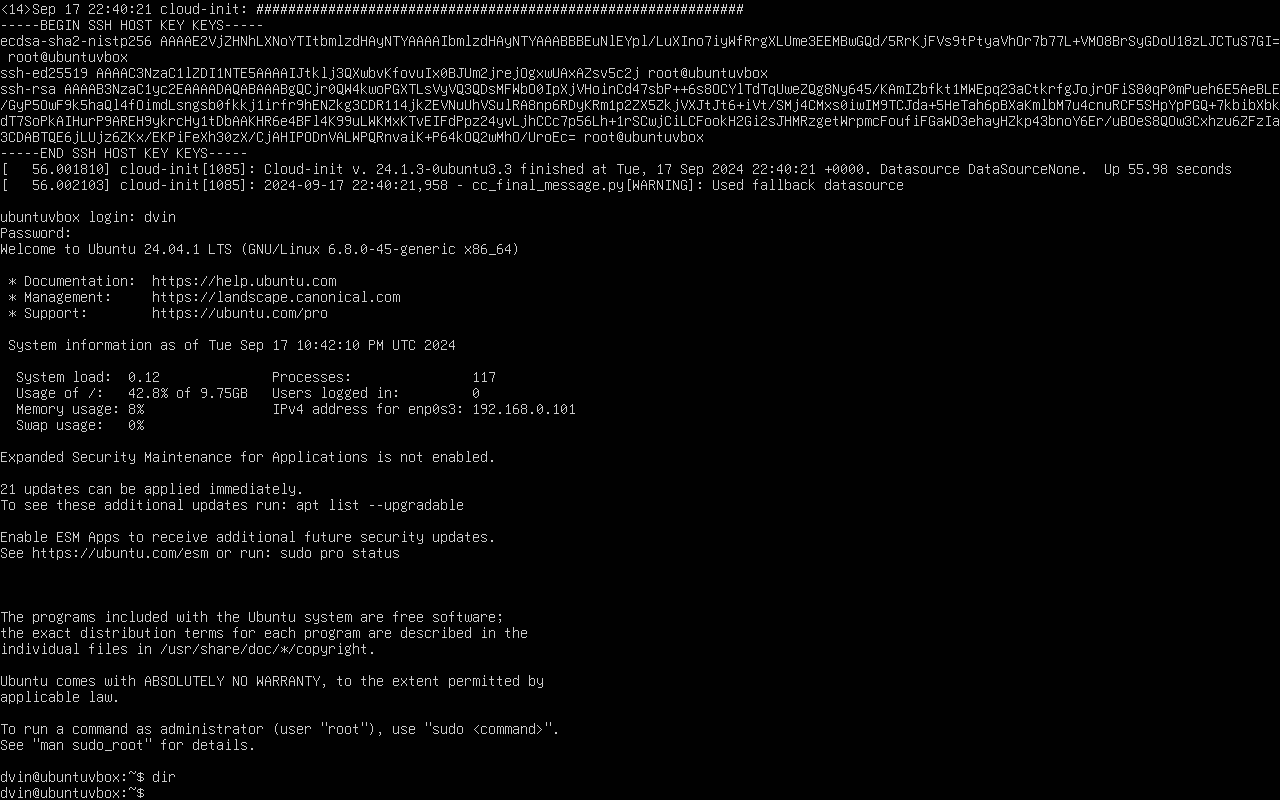 <14>Sep 17 22:40:21 cloud-init: #############################################################
-----BEGIN SSH HOST KEY KEYS-----
ecdsa-sha2-nistp256 AAAAE2VjZHNhLXNoYTItbmlzdHAyNTYAAAAIbmlzdHAyNTYAAABBBEuNlEYpl/LuXIno7iyWfRrgXLUme3EEMBwGQd/5RrKjFVs9tPtyaVhOr7b77L+VMO8BrSyGDoU18zLJCTuS7GI=
 root@ubuntuvbox
ssh-ed25519 AAAAC3NzaC1lZDI1NTE5AAAAIJtklj3QXwbvKfovuIx0BJUm2jrejOgxwUAxAZsv5c2j root@ubuntuvbox
ssh-rsa AAAAB3NzaC1yc2EAAAADAQABAAABgQCjr0QW4kwoPGXTLsVyVQ3QDsMFWbO0IpXjVHoinCd47sbP++6s8OCYlTdTqUweZQg8Ny645/KAmIZbfkt1MWEpq23aCtkrfgJojrOFiS80qP0mPueh6E5AeBLE
/GyP5OwF9k5haQl4fOimdLsngsb0fkkj1irfr9hENZkg3CDR114jkZEVNuUhVSulRA8np6RDyKRm1p2ZX5ZkjVXJtJt6+iVt/SMj4CMxs0iwIM9TCJda+5HeTah6pBXaKmlbM7u4cnuRCF5SHpYpPGQ+7kbibXbk
dT7SoPkAIHurP9AREH9ykrcHy1tDbAAKHR6e4BFl4K99uLWKMxKTvEIFdPpz24yvLjhCCc7p56Lh+1rSCwjCiLCFookH2Gi2sJHMRzgetWrpmcFoufiFGaWD3ehayHZkp43bnoY6Er/uBOeS8QOw3Cxhzu6ZFzIa
3CDABTQE6jLUjz6ZKx/EKPiFeXh30zX/CjAHIPODnVALWPQRnvaiK+P64kOQ2wMhO/UroEc= root@ubuntuvbox
-----END SSH HOST KEY KEYS-----
[   56.001810] cloud-init[1085]: Cloud-init v. 24.1.3-0ubuntu3.3 finished at Tue, 17 Sep 2024 22:40:21 +0000. Datasource DataSourceNone.  Up 55.98 seconds
[   56.002103] cloud-init[1085]: 2024-09-17 22:40:21,958 - cc_final_message.py[WARNING]: Used fallback datasource
ubuntuvbox login: dvin
Password:
Welcome to Ubuntu 24.04.1 LTS (GNU/Linux 6.8.0-45-generic x86_64)
 * Documentation:  https://help.ubuntu.com
 * Management:     https://landscape.canonical.com
 * Support:        https://ubuntu.com/pro
 System information as of Tue Sep 17 10:42:10 PM UTC 2024
  System load:  0.12              Processes:               117
  Usage of /:   42.8% of 9.75GB   Users logged in:         0
  Memory usage: 8%                IPv4 address for enp0s3: 192.168.0.101
  Swap usage:   0%
Expanded Security Maintenance for Applications is not enabled.
21 updates can be applied immediately.
To see these additional updates run: apt list --upgradable
Enable ESM Apps to receive additional future security updates.
See https://ubuntu.com/esm or run: sudo pro status
The programs included with the Ubuntu system are free software;
the exact distribution terms for each program are described in the
individual files in /usr/share/doc/*/copyright.
Ubuntu comes with ABSOLUTELY NO WARRANTY, to the extent permitted by
applicable law.
To run a command as administrator (user "root"), use "sudo <command>".
See "man sudo_root" for details.
dvin@ubuntuvbox:~$ dir
dvin@ubuntuvbox:~$